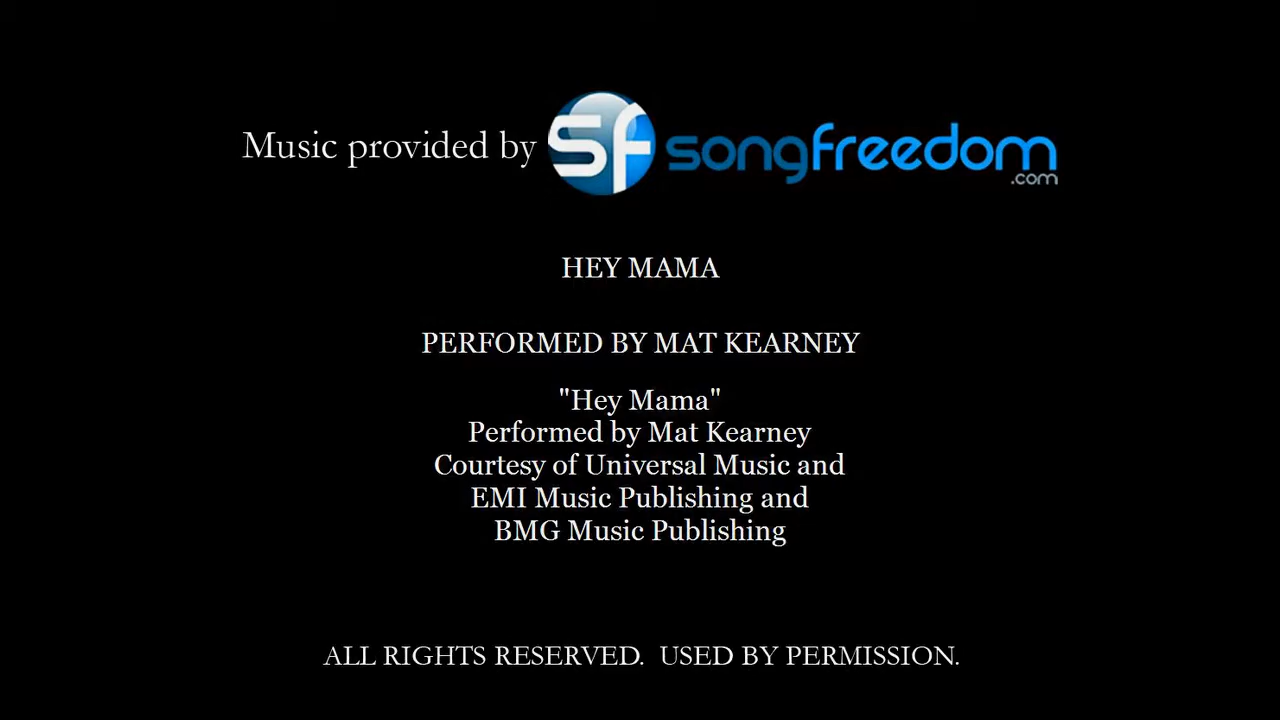 Music provided by SF songfreedom
.com
HEY MAMA
PERFORMED BY MAT KEARNEY
"Hey Mama"
Performed by Mat Kearney
Courtesy of Universal Music and
EMI Music Publishing and
BMG Music Publishing
ALL RIGHTS RESERVED.  USED BY PERMISSION.